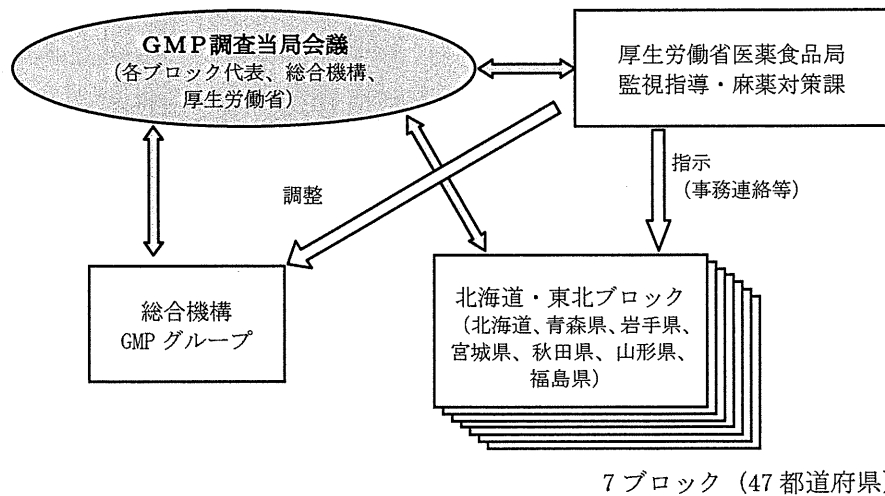 GMP調査当局会議
(各ブロック代表、総合機構、
厚生労働省)
厚生労働省医薬食品局
監視指導・麻薬対策課
調整
指示
(事務連絡等)
総合機構
GMP グループ
北海道・東北ブロック
(北海道、青森県、岩手県、
宮城県、秋田県、山形県、
福島県)
7 ブロック (47 都道府県)